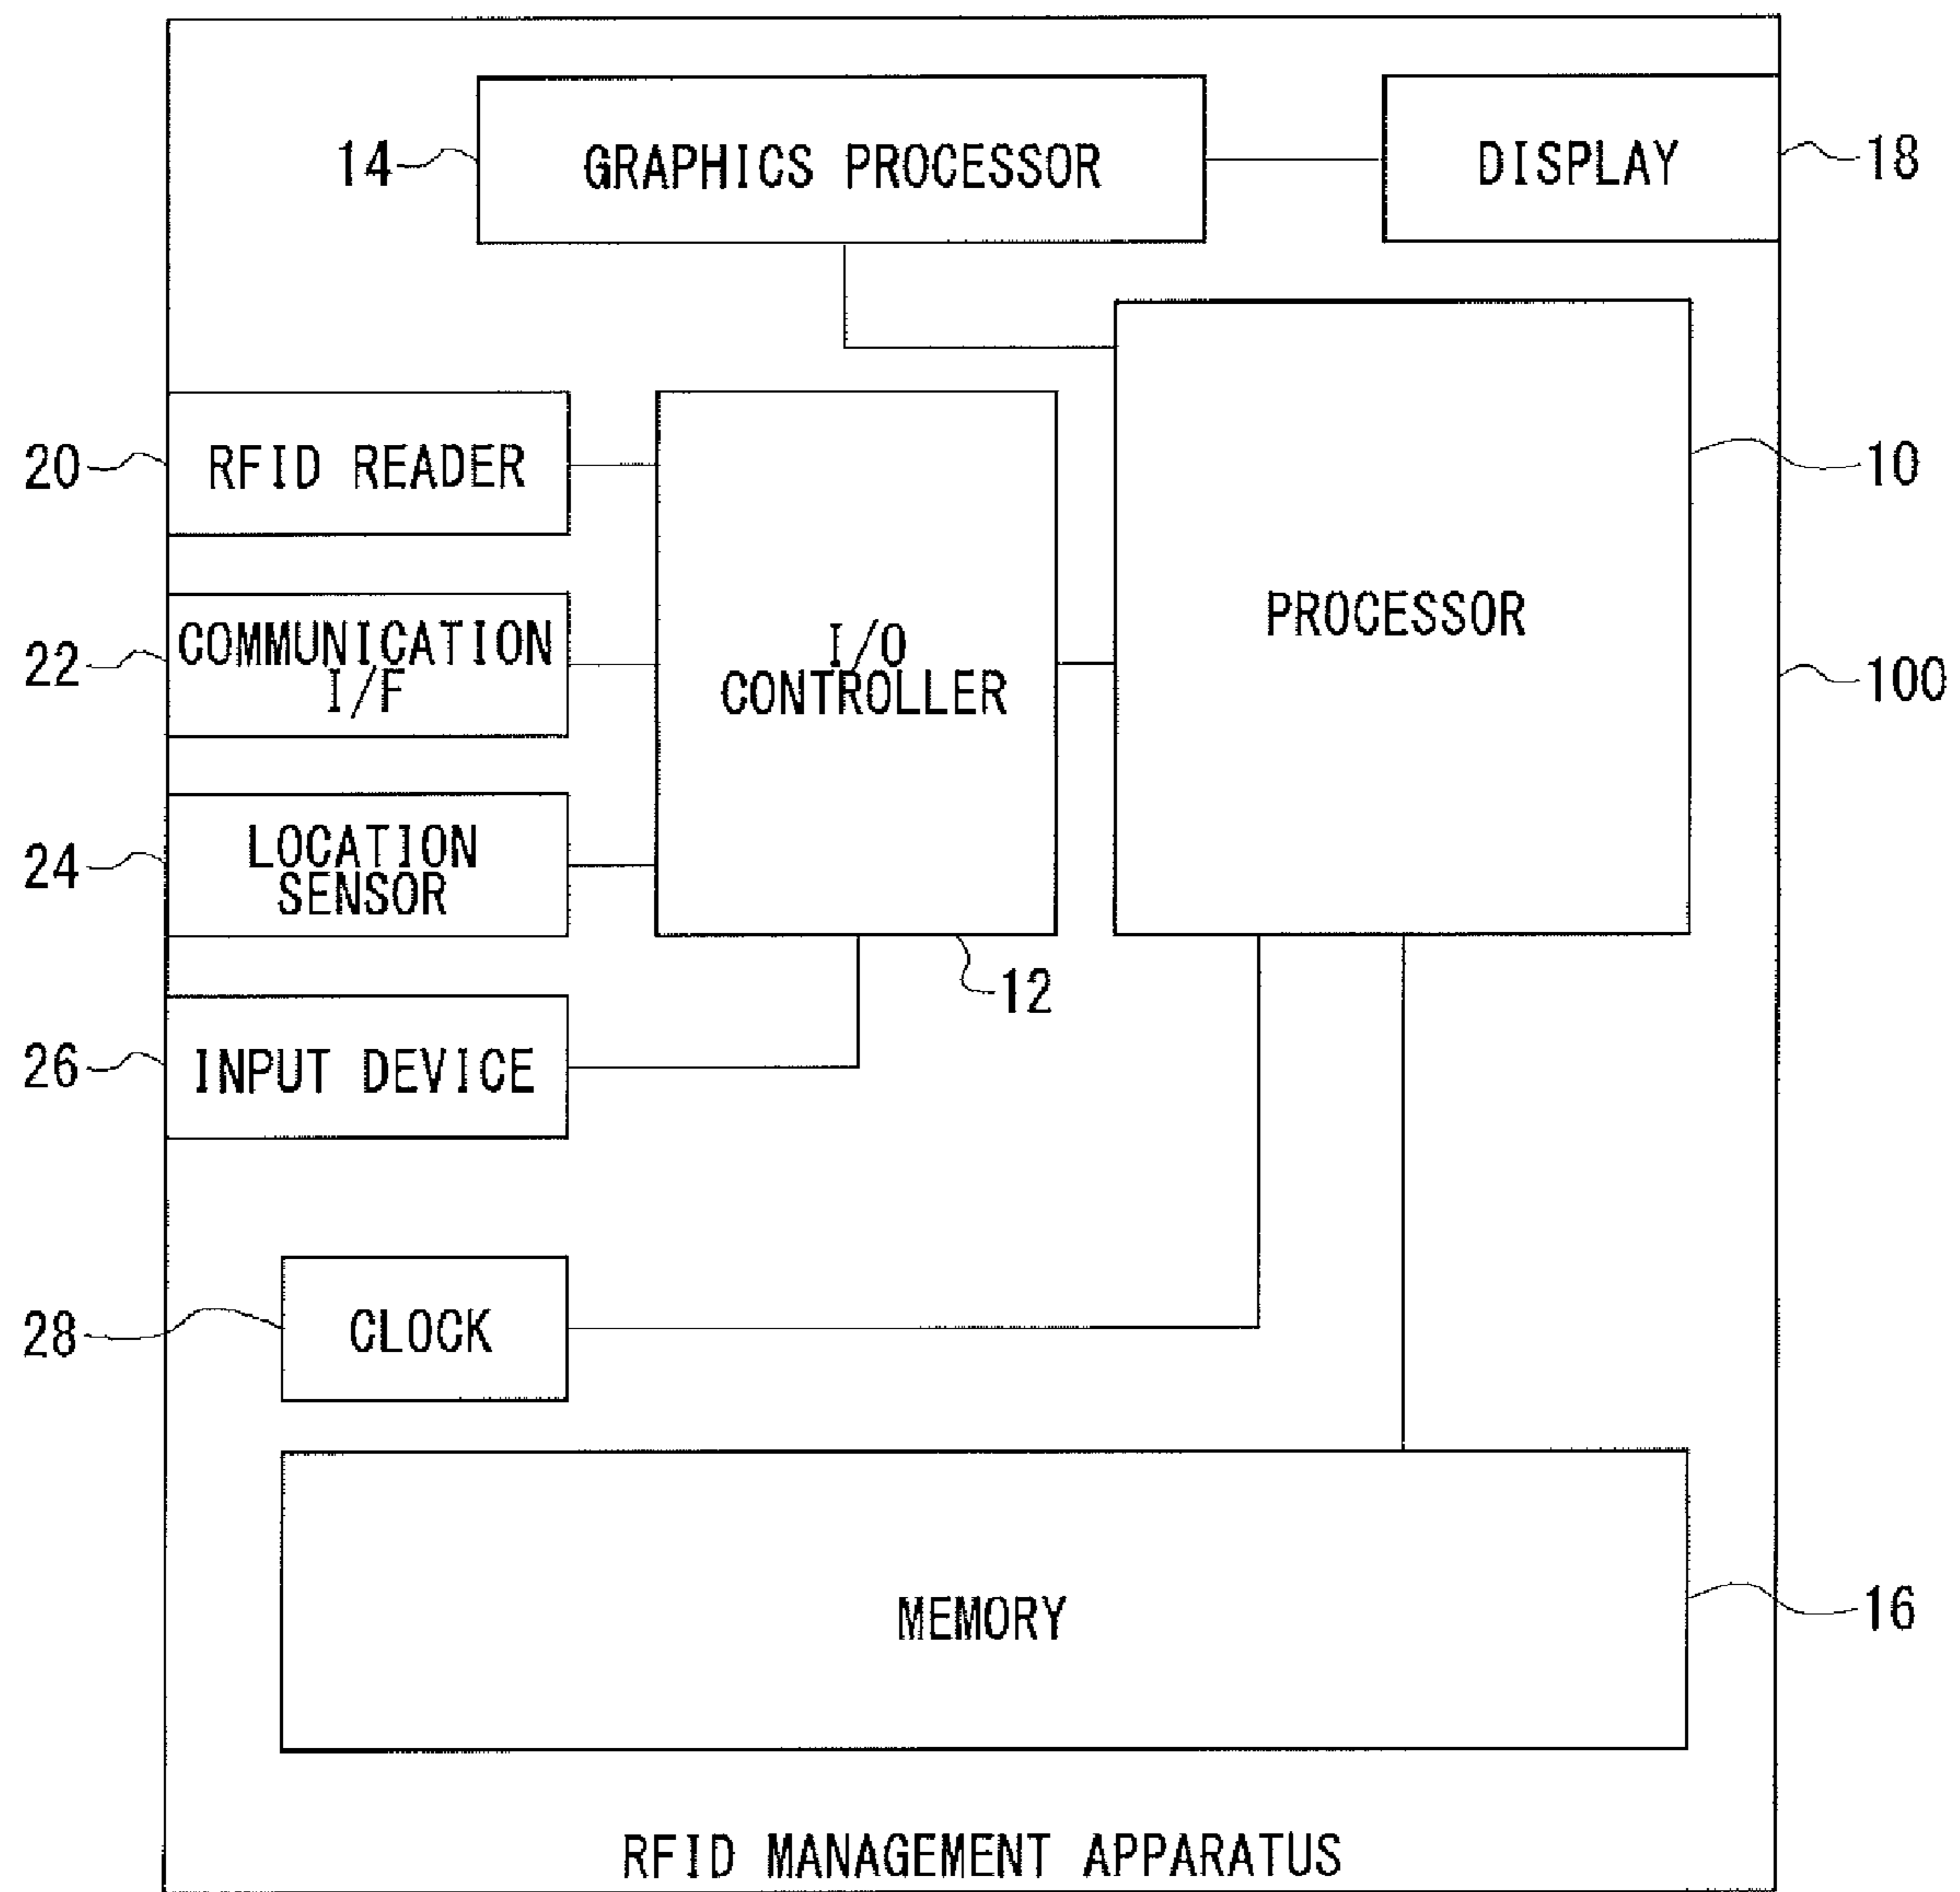 14
GRAPHICS PROCESSOR
DISPLAY
18
20
RFID READER
10
PROCESSOR
22
COMMUNICATION
I/F
I/O
CONTROLLER
100
24
LOCATION
SENSOR
12
26
INPUT DEVICE
28
CLOCK
MEMORY
16
RFID MANAGEMENT APPARATUS